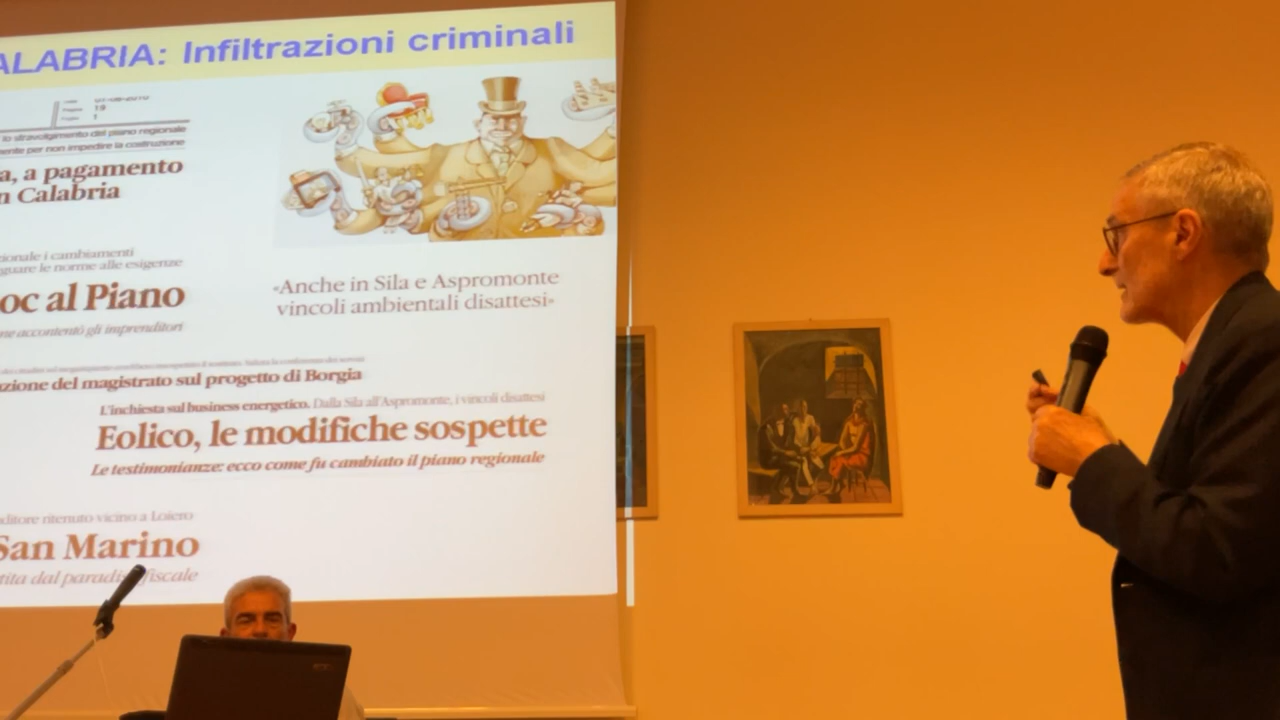 ALABRIA: Infiltrazioni criminali
19
1
lo stravolgimento del piano regionale
mente per non impedire la costruzione
a, a pagamento
n Calabria
zionale i cambiamenti
guare le norme alle esigenze
oc al Piano
ne accontentò gli imprenditori
«Anche in Sila e Aspromonte
vincoli ambientali disattesi»
zione del magistrato sul progetto di Borgia
L'inchiesta sul business energetico. Dalla Sila all'Aspromonte, i vincoli disattesi
Eolico, le modifiche sospette
Le testimonianze: ecco come fu cambiato il piano regionale
ditore ritenuto vicino a Loiero
San Marino
tita dal paradiso fiscale